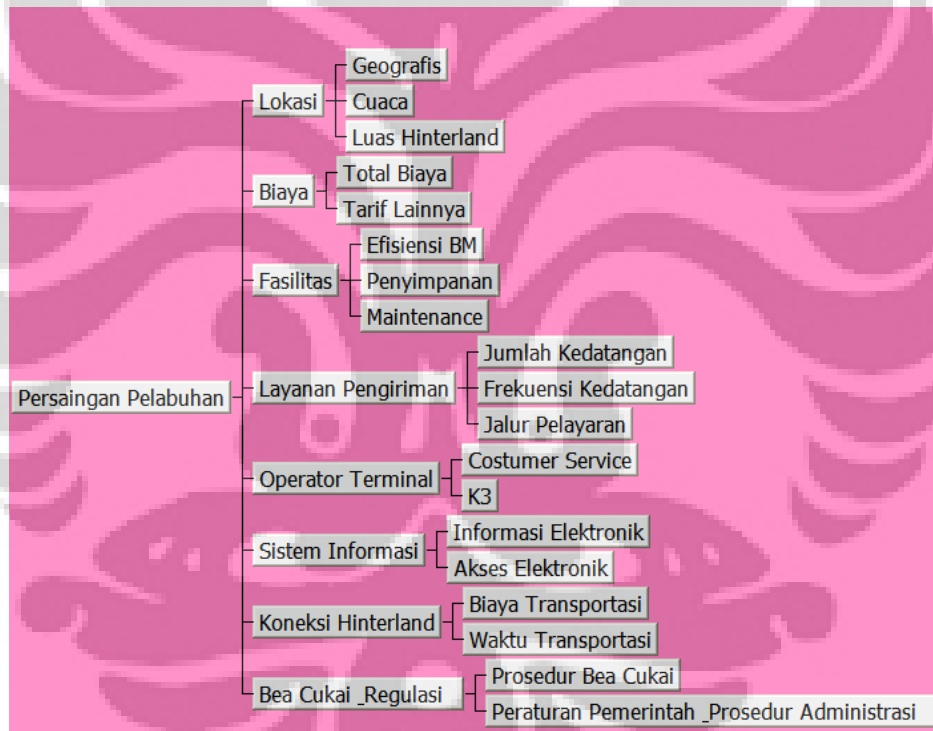 Persaingan Pelabuhan
Lokasi
Geografis
Cuaca
Luas Hinterland
Biaya
Total Biaya
Tarif Lainnya
Fasilitas
Efisiensi BM
Penyimpanan
Maintenance
Layanan Pengiriman
Jumlah Kedatangan
Frekuensi Kedatangan
Jalur Pelayaran
Operator Terminal
Costumer Service
K3
Sistem Informasi
Informasi Elektronik
Akses Elektronik
Koneksi Hinterland
Biaya Transportasi
Waktu Transportasi
Bea Cukai _Regulasi
Prosedur Bea Cukai
Peraturan Pemerintah _Prosedur Administrasi